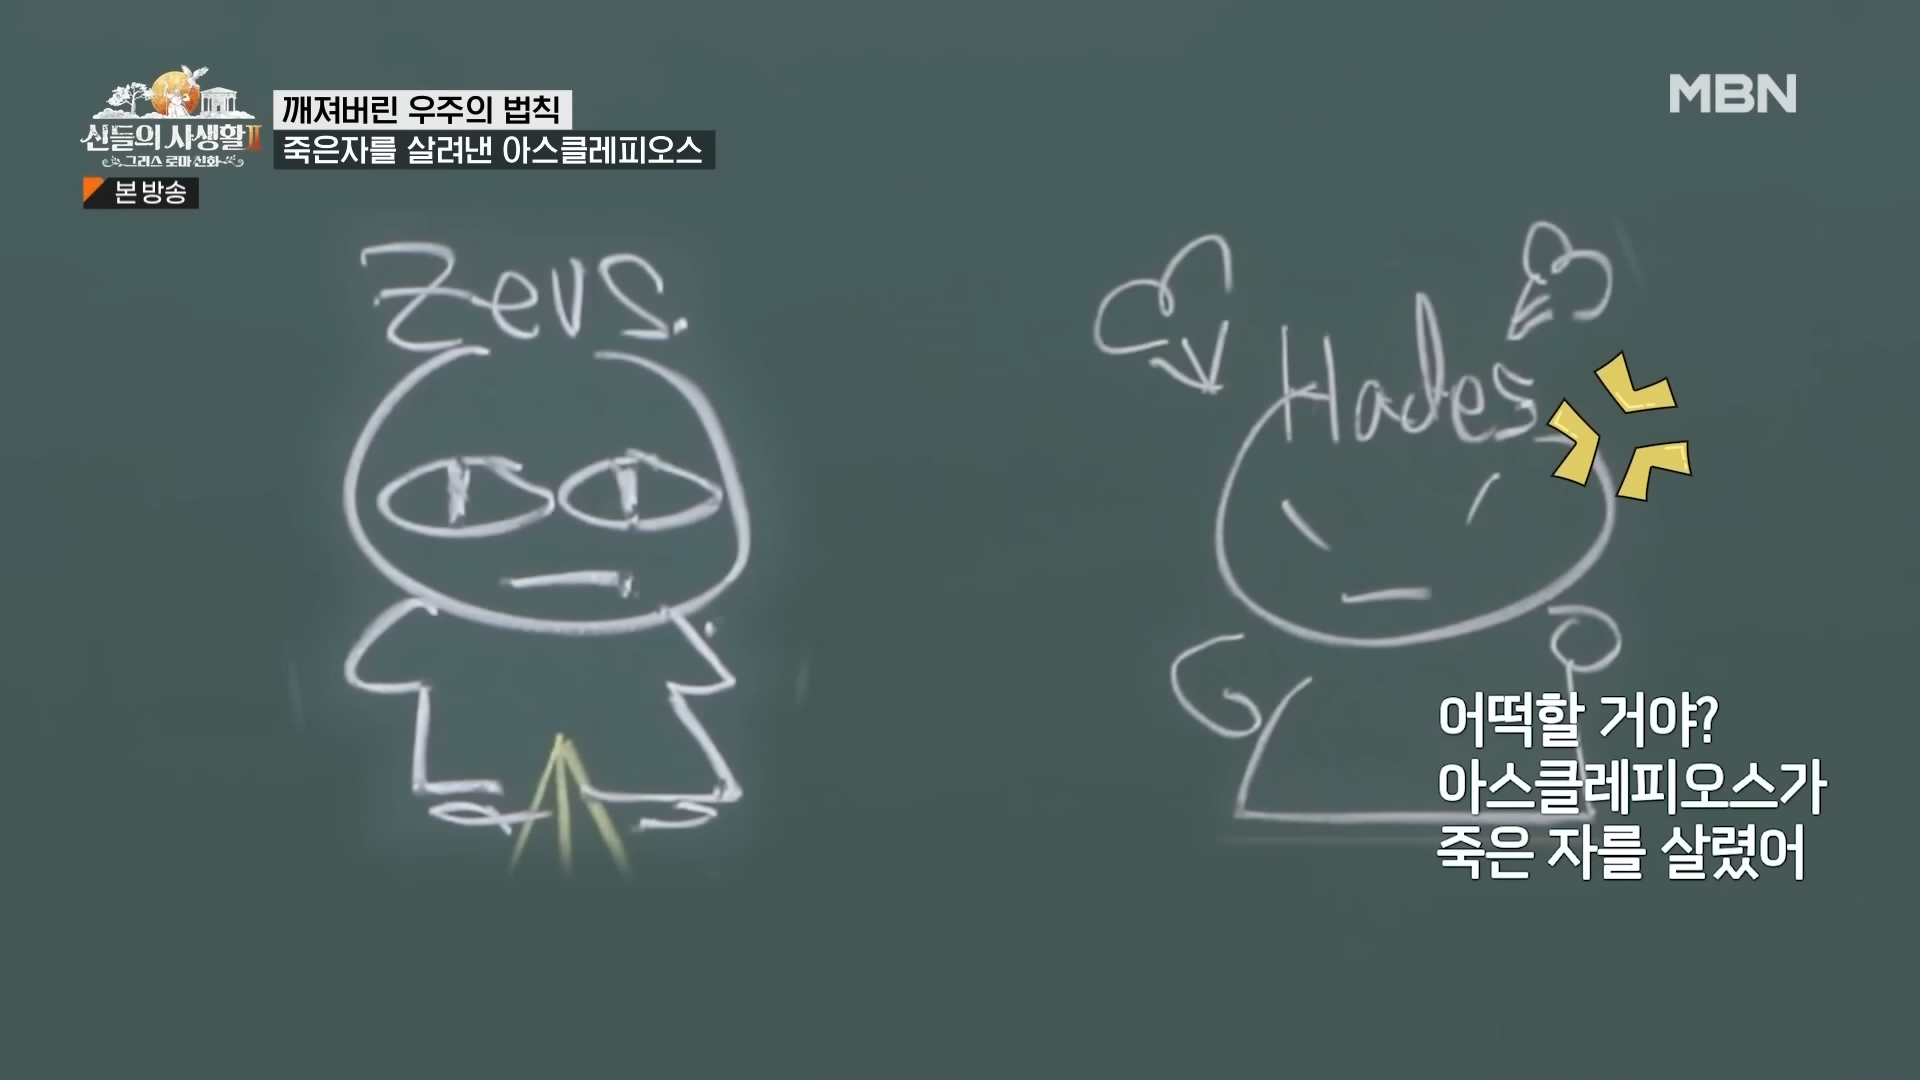 신들의 사생활 II
그리스 로마 신화
깨져버린 우주의 법칙
죽은자를 살려낸 아스클레피오스
본 방송
MBN
Zeus.
Hades
어떡할 거야?
아스클레피오스가
죽은 자를 살렸어